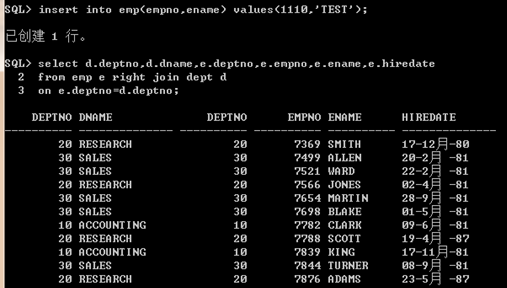 SQL> insert into emp(empno,ename) values(1110,'TEST');
已创建 1 行。
SQL> select d.deptno,d.dname,e.deptno,e.empno,e.ename,e.hiredate
2 from emp e right join dept d
3 on e.deptno=d.deptno;
DEPTNO DNAME DEPTNO EMPNO ENAME HIREDATE
---------- -------------- ---------- ---------- ---------- --------------
20 RESEARCH 20 7369 SMITH 17-12月-80
30 SALES 30 7499 ALLEN 20-2月 -81
30 SALES 30 7521 WARD 22-2月 -81
20 RESEARCH 20 7566 JONES 02-4月 -81
30 SALES 30 7654 MARTIN 28-9月 -81
30 SALES 30 7698 BLAKE 01-5月 -81
10 ACCOUNTING 10 7782 CLARK 09-6月 -81
20 RESEARCH 20 7788 SCOTT 19-4月 -87
10 ACCOUNTING 10 7839 KING 17-11月-81
30 SALES 30 7844 TURNER 08-9月 -81
20 RESEARCH 20 7876 ADAMS 23-5月 -87